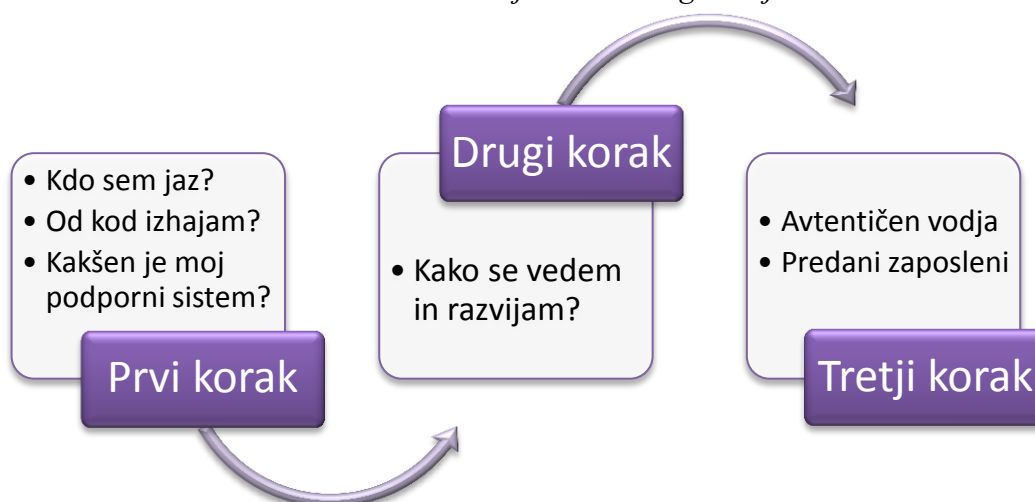 • Kdo sem jaz?
• Od kod izhajam?
• Kakšen je moj
podporni sistem?
Prvi korak
Drugi korak
• Kako se vedem
in razvijam?
• Avtentičen vodja
• Predani zaposleni
Tretji korak